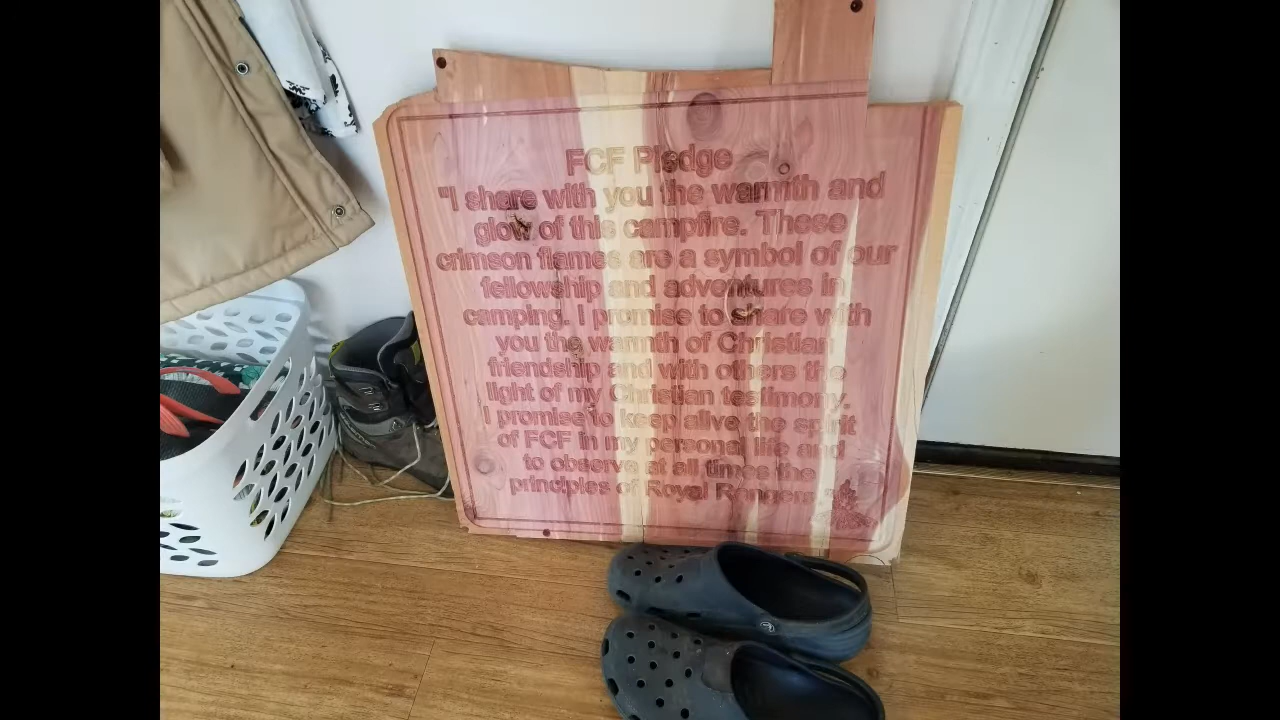 FCF Pledge
"I share with you the warmth and
glow of this campfire. These
crimson flames are a symbol of our
fellowship and adventures in
camping. I promise to share with
you the warmth of Christian
friendship and with others the
light of my Christian testimony.
I promise to keep alive the spirit
of FCF in my personal life and
to observe at all times the
principles of Royal Rangers."